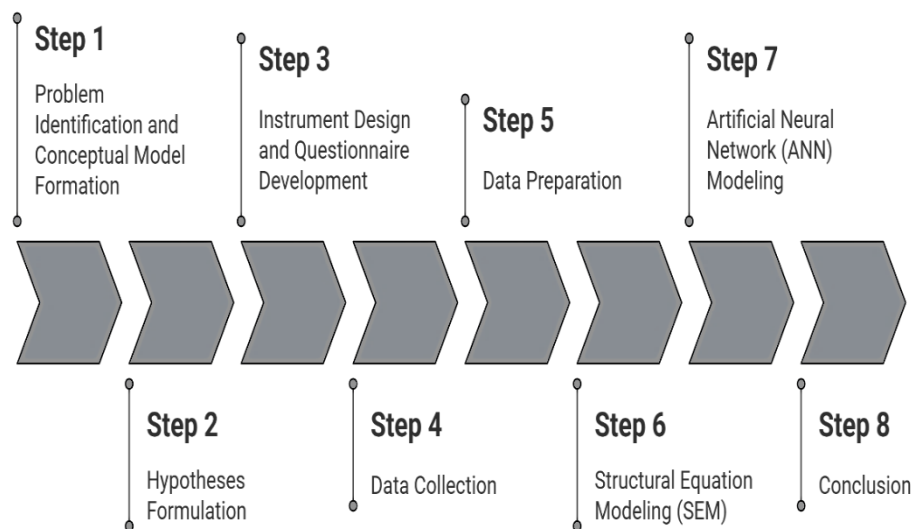 Step 1
Problem
Identification and
Conceptual Model
Formation
Step 2
Hypotheses
Formulation
Step 3
Instrument Design
and Questionnaire
Development
Step 4
Data Collection
Step 5
Data Preparation
Step 6
Structural Equation
Modeling (SEM)
Step 7
Artificial Neural
Network (ANN)
Modeling
Step 8
Conclusion